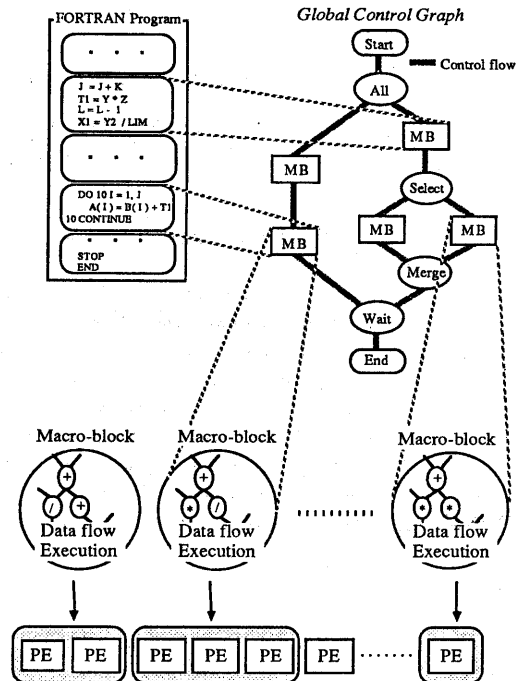 FORTRAN Program
. . .
J = J + K
T1 = Y * Z
L = L - 1
X1 = Y2 / LIM
. . .
DO 10 I = 1, J
A( I ) = B( I ) + T1
10 CONTINUE
. . .
STOP
END
Global Control Graph
Start
Control flow
All
MB
MB
Select
MB
MB
MB
Merge
Wait
End
Macro-block
+
/ +
Data flow
Execution
Macro-block
+
* /
Data flow
Execution
Macro-block
+
* *
Data flow
Execution
PE PE PE PE PE PE PE